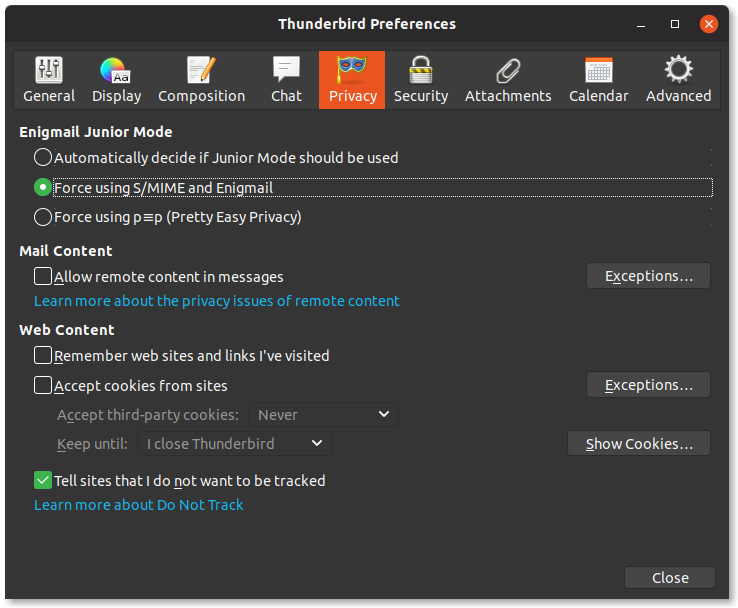 Thunderbird Preferences
General Display Composition Chat Privacy Security Attachments Calendar Advanced
Enigmail Junior Mode
Automatically decide if Junior Mode should be used
Force using S/MIME and Enigmail
Force using p≡p (Pretty Easy Privacy)
Mail Content
Allow remote content in messages Exceptions...
Learn more about the privacy issues of remote content
Web Content
Remember web sites and links I've visited
Accept cookies from sites Exceptions...
Accept third-party cookies: Never
Keep until: I close Thunderbird Show Cookies...
Tell sites that I do not want to be tracked
Learn more about Do Not Track
Close